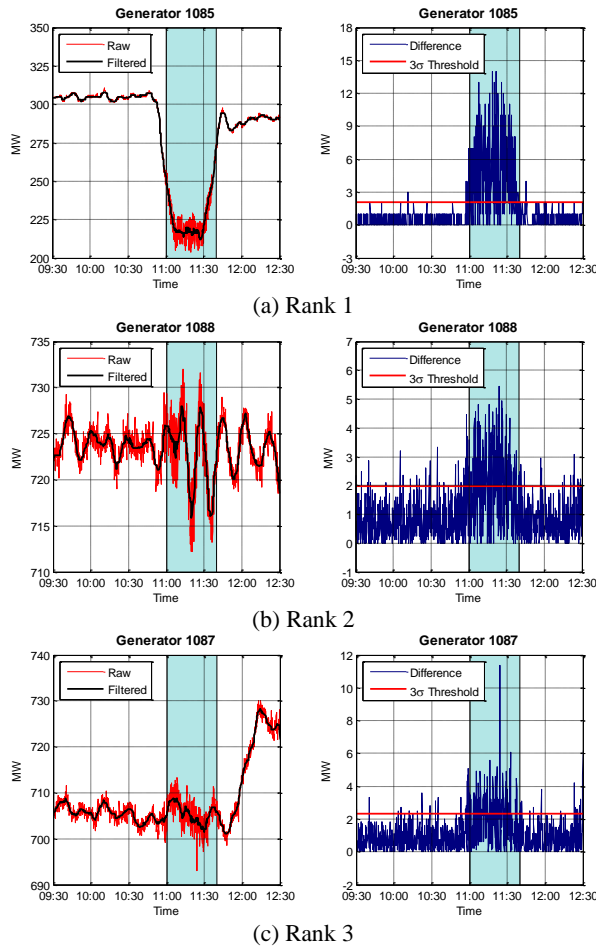 Generator 1085
350
325
300
275
250
225
200
MW
Raw
Filtered
09:30 10:00 10:30 11:00 11:30 12:00 12:30
Time
Generator 1085
18
15
12
9
6
3
0
-3
MW
Difference
3σ Threshold
09:30 10:00 10:30 11:00 11:30 12:00 12:30
Time
(a) Rank 1
Generator 1088
735
730
725
720
715
710
MW
Raw
Filtered
09:30 10:00 10:30 11:00 11:30 12:00 12:30
Time
Generator 1088
7
6
5
4
3
2
1
0
-1
MW
Difference
3σ Threshold
09:30 10:00 10:30 11:00 11:30 12:00 12:30
Time
(b) Rank 2
Generator 1087
740
730
720
710
700
690
MW
Raw
Filtered
09:30 10:00 10:30 11:00 11:30 12:00 12:30
Time
Generator 1087
12
10
8
6
4
2
0
-2
MW
Difference
3σ Threshold
09:30 10:00 10:30 11:00 11:30 12:00 12:30
Time
(c) Rank 3